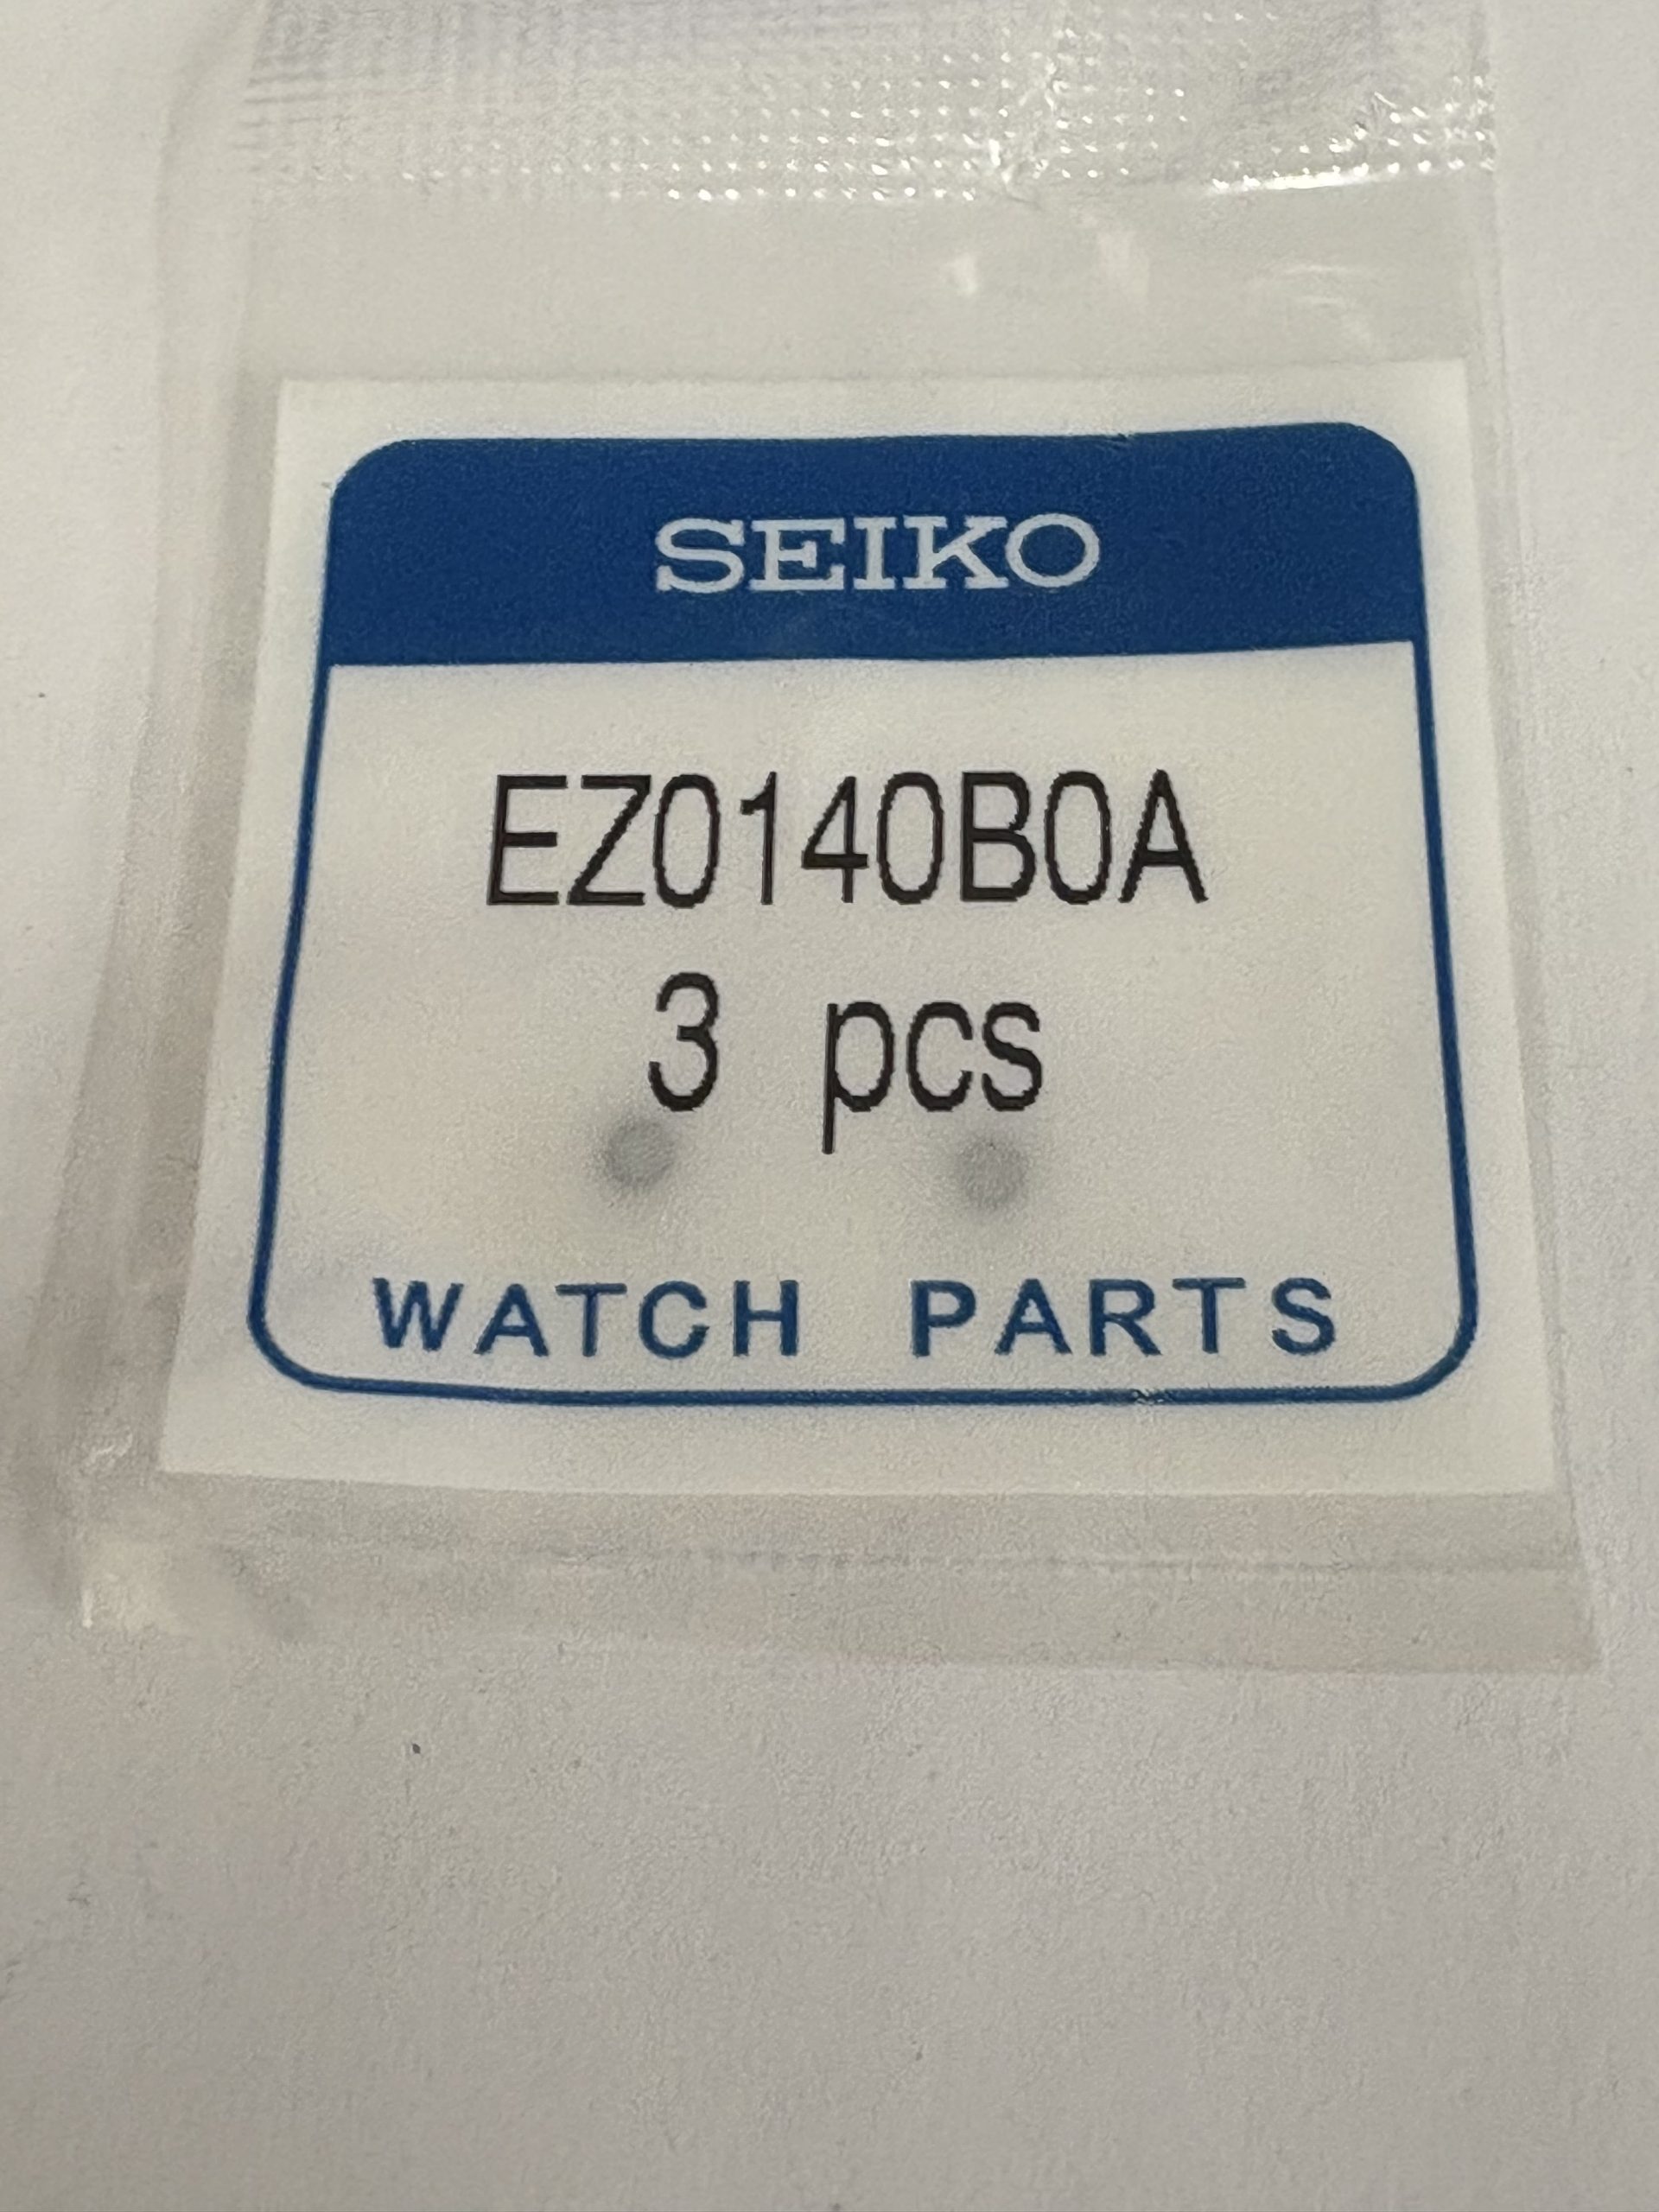 SEIKO
EZ0140B0A
3 pcs
WATCH PARTS